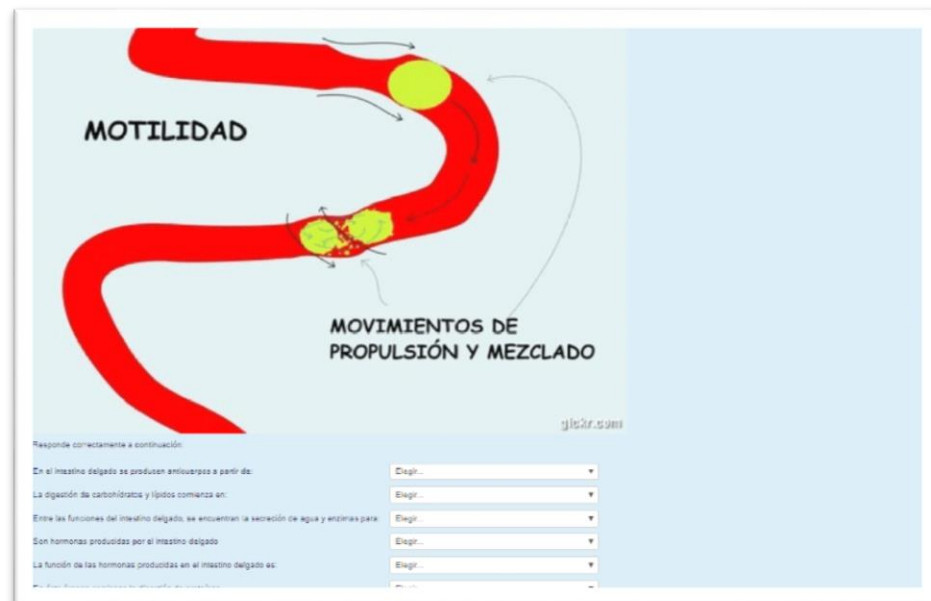 MOTILIDAD
MOVIMIENTOS DE
PROPULSIÓN Y MEZCLADO
gickr.com
Responde correctamente a continuación:
En el intestino delgado se producen anticuerpos a partir de: Elegir...
La digestión de carbohidratos y lípidos comienza en: Elegir...
Entre las funciones del intestino delgado, se encuentran la secreción de agua y enzimas para: Elegir...
Son hormonas producidas por el intestino delgado Elegir...
La función de las hormonas producidas en el intestino delgado es: Elegir...